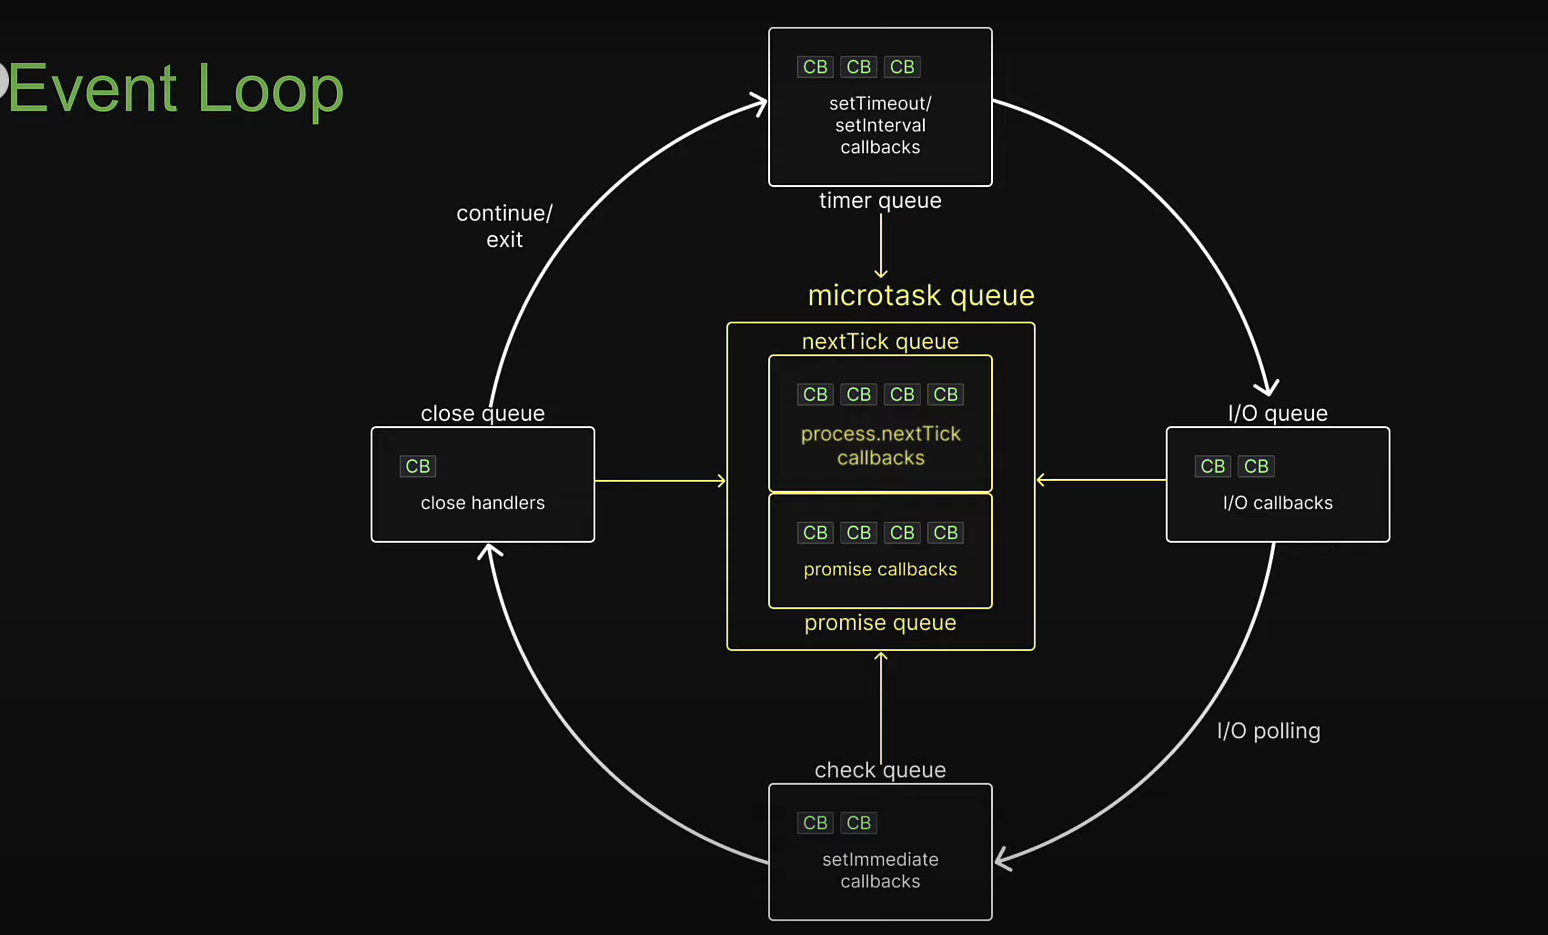 Event Loop
CB CB CB
setTimeout/
setInterval
callbacks
timer queue
continue/
exit
microtask queue
nextTick queue
CB CB CB CB
process.nextTick
callbacks
CB CB CB CB
promise callbacks
promise queue
close queue
CB
close handlers
I/O queue
CB CB
I/O callbacks
I/O polling
check queue
CB CB
setImmediate
callbacks